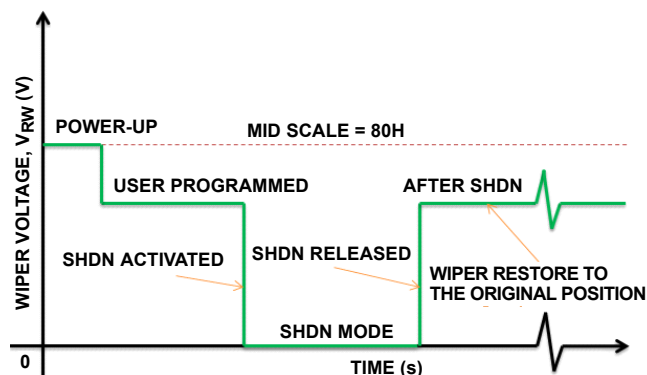 WIPER VOLTAGE, VRW (V)
POWER-UP
MID SCALE = 80H
USER PROGRAMMED
AFTER SHDN
SHDN ACTIVATED
SHDN RELEASED
WIPER RESTORE TO
THE ORIGINAL POSITION
SHDN MODE
0
TIME (s)